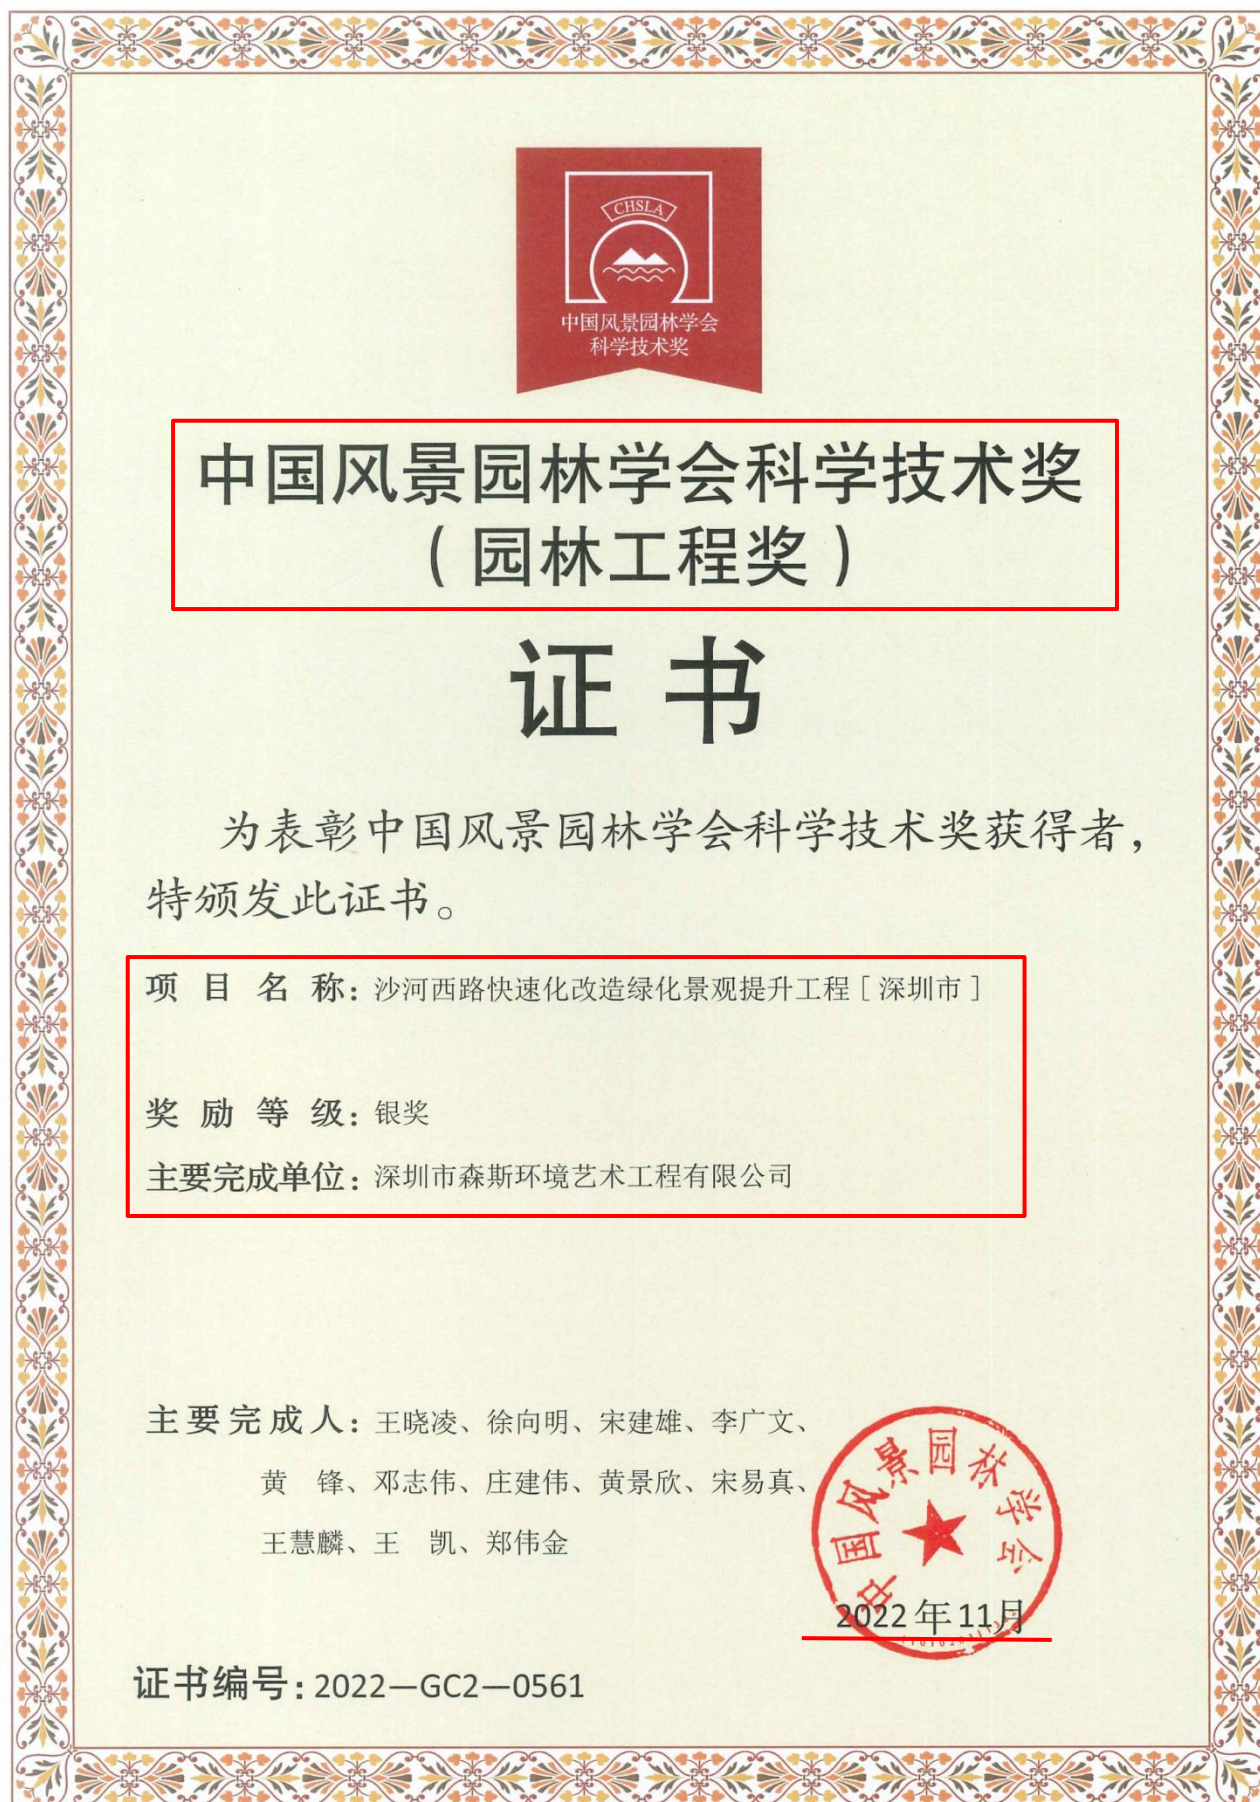 CHSLA
中国风景园林学会
科学技术奖
中国风景园林学会科学技术奖
（园林工程奖）
证书
为表彰中国风景园林学会科学技术奖获得者，
特颁发此证书。
项目名称：沙河西路快速化改造绿化景观提升工程［深圳市］
奖励等级：银奖
主要完成单位：深圳市森斯环境艺术工程有限公司
主要完成人：王晓凌、徐向明、宋建雄、李广文、
黄　锋、邓志伟、庄建伟、黄景欣、宋易真、
王慧麟、王　凯、郑伟金
中国风景园林学会
2022年11月
证书编号：2022—GC2—0561